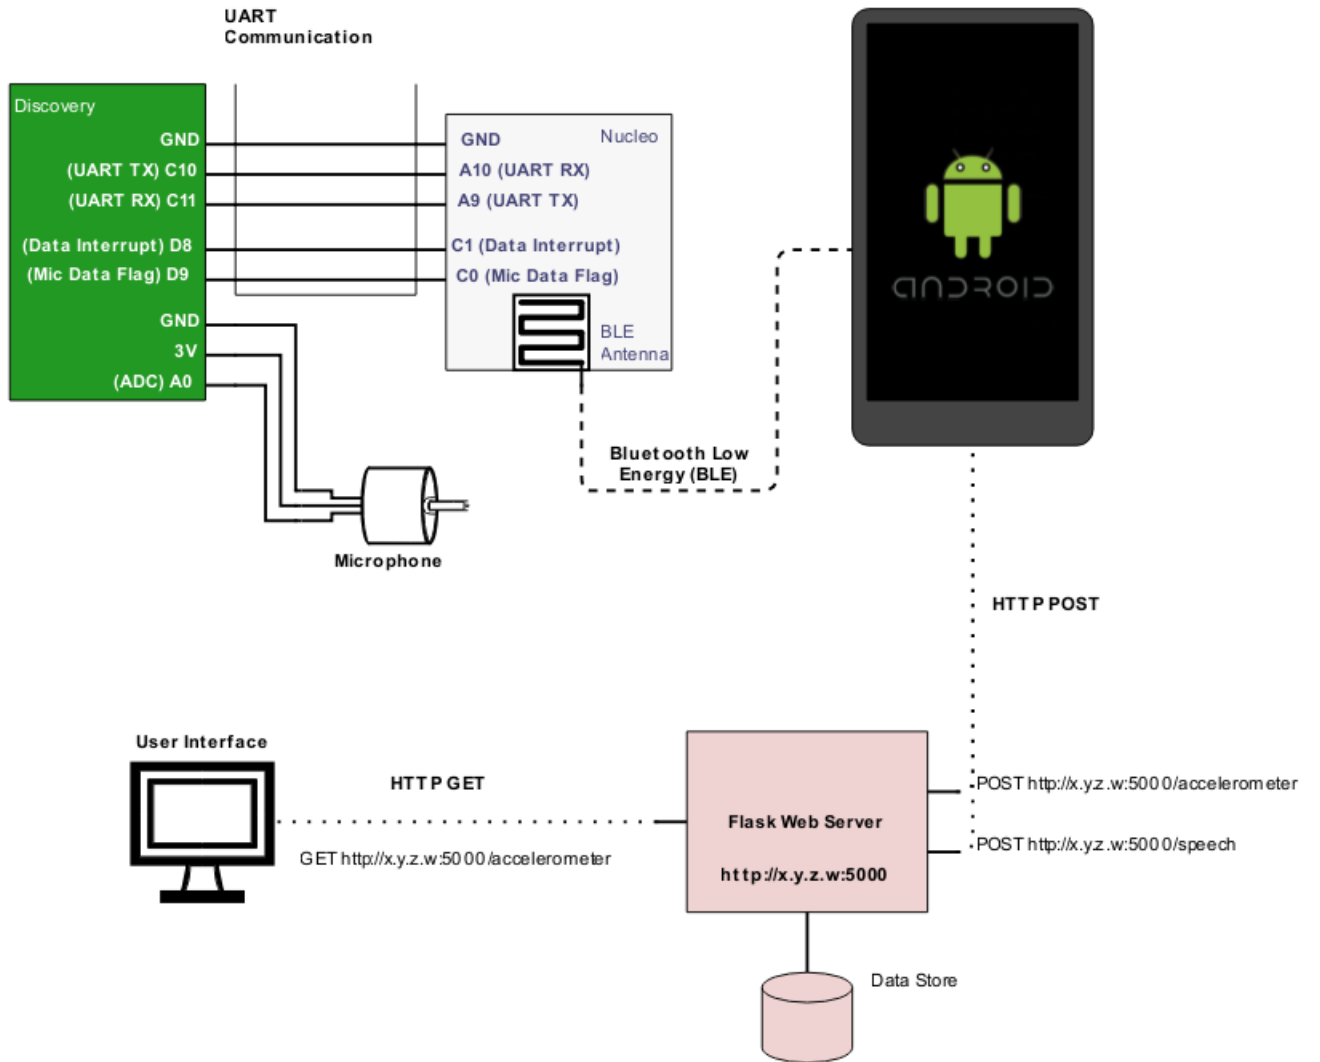 UART
Communication
Discovery
GND
(UART TX) C10
(UART RX) C11
(Data Interrupt) D8
(Mic Data Flag) D9
GND
3V
(ADC) A0
Nucleo
GND
A10 (UART RX)
A9 (UART TX)
C1 (Data Interrupt)
C0 (Mic Data Flag)
BLE
Antenna
ANDROID
Bluetooth Low
Energy (BLE)
Microphone
HTTP POST
User Interface
HTTP GET
GET http://x.y.z.w:5000/accelerometer
Flask Web Server
http://x.y.z.w:5000
POST http://x.y.z.w:5000/accelerometer
POST http://x.y.z.w:5000/speech
Data Store